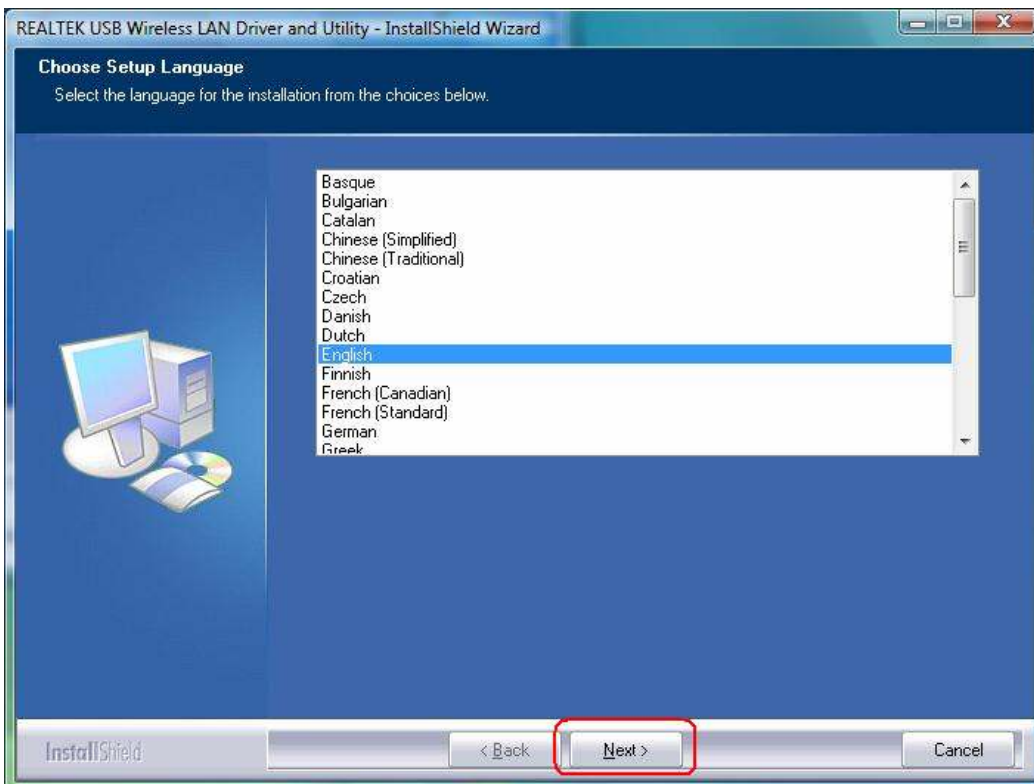 REALTEK USB Wireless LAN Driver and Utility - InstallShield Wizard
Choose Setup Language
Select the language for the installation from the choices below.
Basque
Bulgarian
Catalan
Chinese (Simplified)
Chinese (Traditional)
Croatian
Czech
Danish
Dutch
English
Finnish
French (Canadian)
French (Standard)
German
Greek
InstallShield
< Back
Next >
Cancel